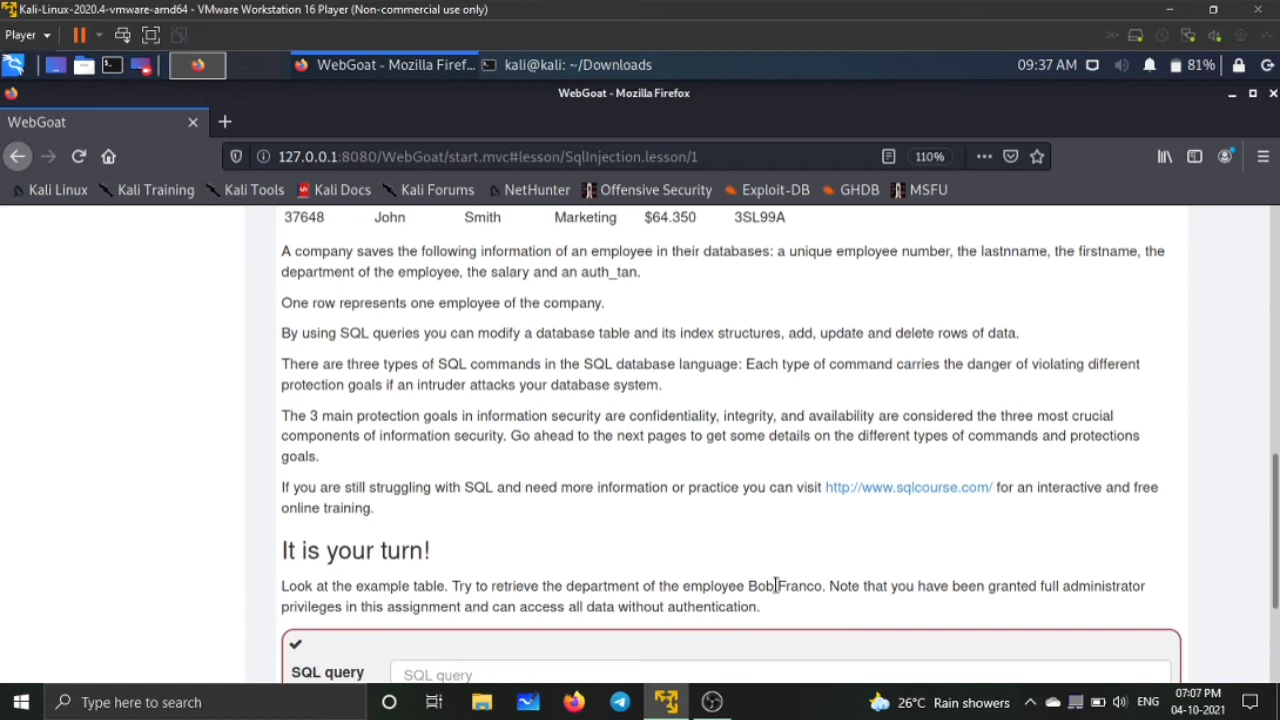 Kali-Linux-2020.4-vmware-amd64 - VMware Workstation 16 Player (Non-commercial use only)
Player
WebGoat - Mozilla Firef... kali@kali: ~/Downloads 09:37 AM 81%
WebGoat - Mozilla Firefox
WebGoat
127.0.0.1:8080/WebGoat/start.mvc#lesson/SqlInjection.lesson/1 110%
Kali Linux Kali Training Kali Tools Kali Docs Kali Forums NetHunter Offensive Security Exploit-DB GHDB MSFU
37648 John Smith Marketing $64.350 3SL99A
A company saves the following information of an employee in their databases: a unique employee number, the lastnname, the firstname, the
department of the employee, the salary and an auth_tan.
One row represents one employee of the company.
By using SQL queries you can modify a database table and its index structures, add, update and delete rows of data.
There are three types of SQL commands in the SQL database language: Each type of command carries the danger of violating different
protection goals if an intruder attacks your database system.
The 3 main protection goals in information security are confidentiality, integrity, and availability are considered the three most crucial
components of information security. Go ahead to the next pages to get some details on the different types of commands and protections
goals.
If you are still struggling with SQL and need more information or practice you can visit http://www.sqlcourse.com/ for an interactive and free
online training.
It is your turn!
Look at the example table. Try to retrieve the department of the employee Bob Franco. Note that you have been granted full administrator
privileges in this assignment and can access all data without authentication.
SQL query SQL query
Type here to search 26°C Rain showers ENG 07:07 PM
04-10-2021